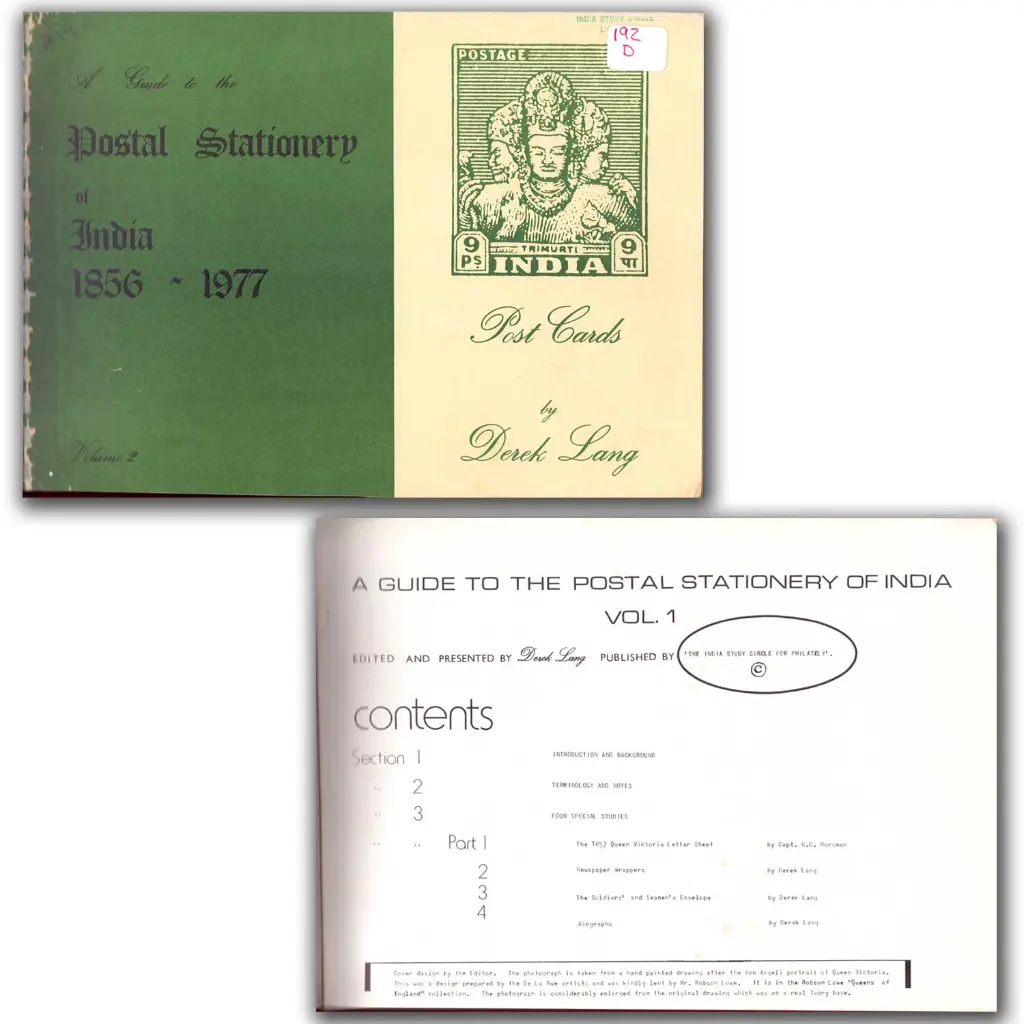 INDIA STUDY CIRCLE
192
D
A Guide to the
Postal Stationery
of
India
1856 ~ 1977
Volume 2
POSTAGE
9 PS
TRIMURTI
INDIA
9 पा
Post Cards
by
Derek Lang
A GUIDE TO THE POSTAL STATIONERY OF INDIA
VOL. 1
EDITED AND PRESENTED BY Derek Lang PUBLISHED BY 'THE INDIA STUDY CIRCLE FOR PHILATELY'.
©
contents
Section 1 INTRODUCTION AND BACKGROUND
" 2 TERMINOLOGY AND NOTES
" 3 FOUR SPECIAL STUDIES
" " Part 1 The 1857 Queen Victoria Letter Sheet by Capt. G.G. Morsman
2 Newspaper Wrappers by Derek Lang
3 The Soldiers' and Seamen's Envelope by Derek Lang
4 Airgraphs by Derek Lang
Cover design by the Editor. The photograph is taken from a hand painted drawing after the Von Angeli portrait of Queen Victoria.
This was a design prepared by the De La Rue artists and was kindly lent by Mr. Robson Lowe. It is in the Robson Lowe "Queens of
England" collection. The photograph is considerably enlarged from the original drawing which was on a real ivory base.